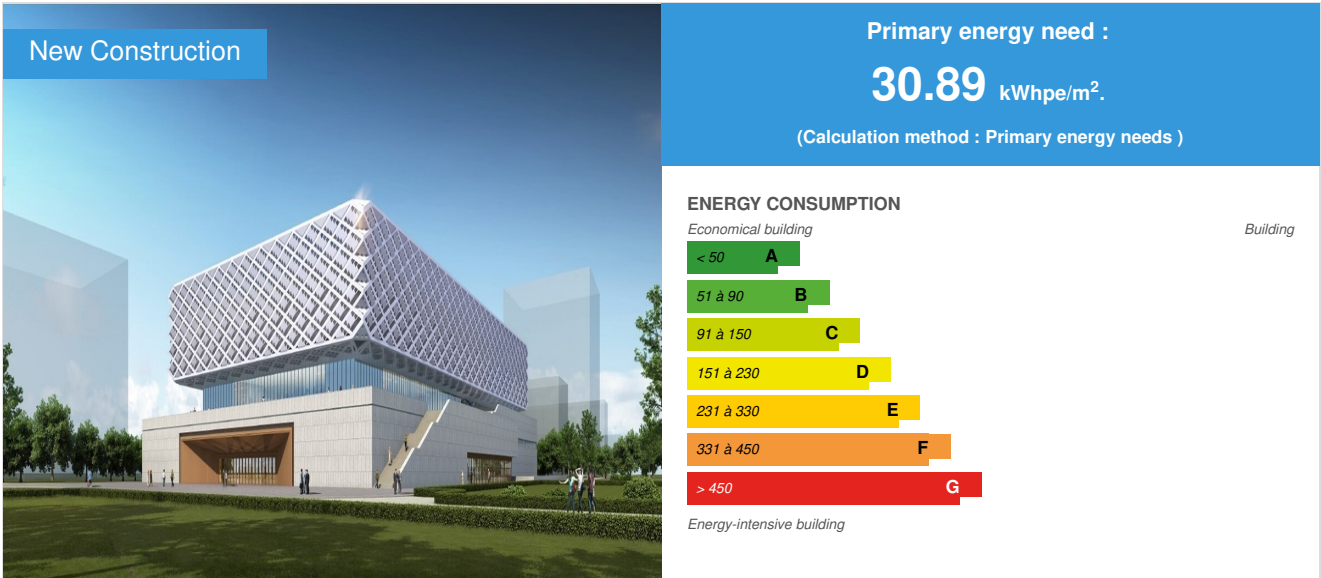 New Construction
Primary energy need :
30.89 kWhpe/m².
(Calculation method : Primary energy needs )
ENERGY CONSUMPTION
Economical building
Building
< 50 A
51 à 90 B
91 à 150 C
151 à 230 D
231 à 330 E
331 à 450 F
> 450 G
Energy-intensive building